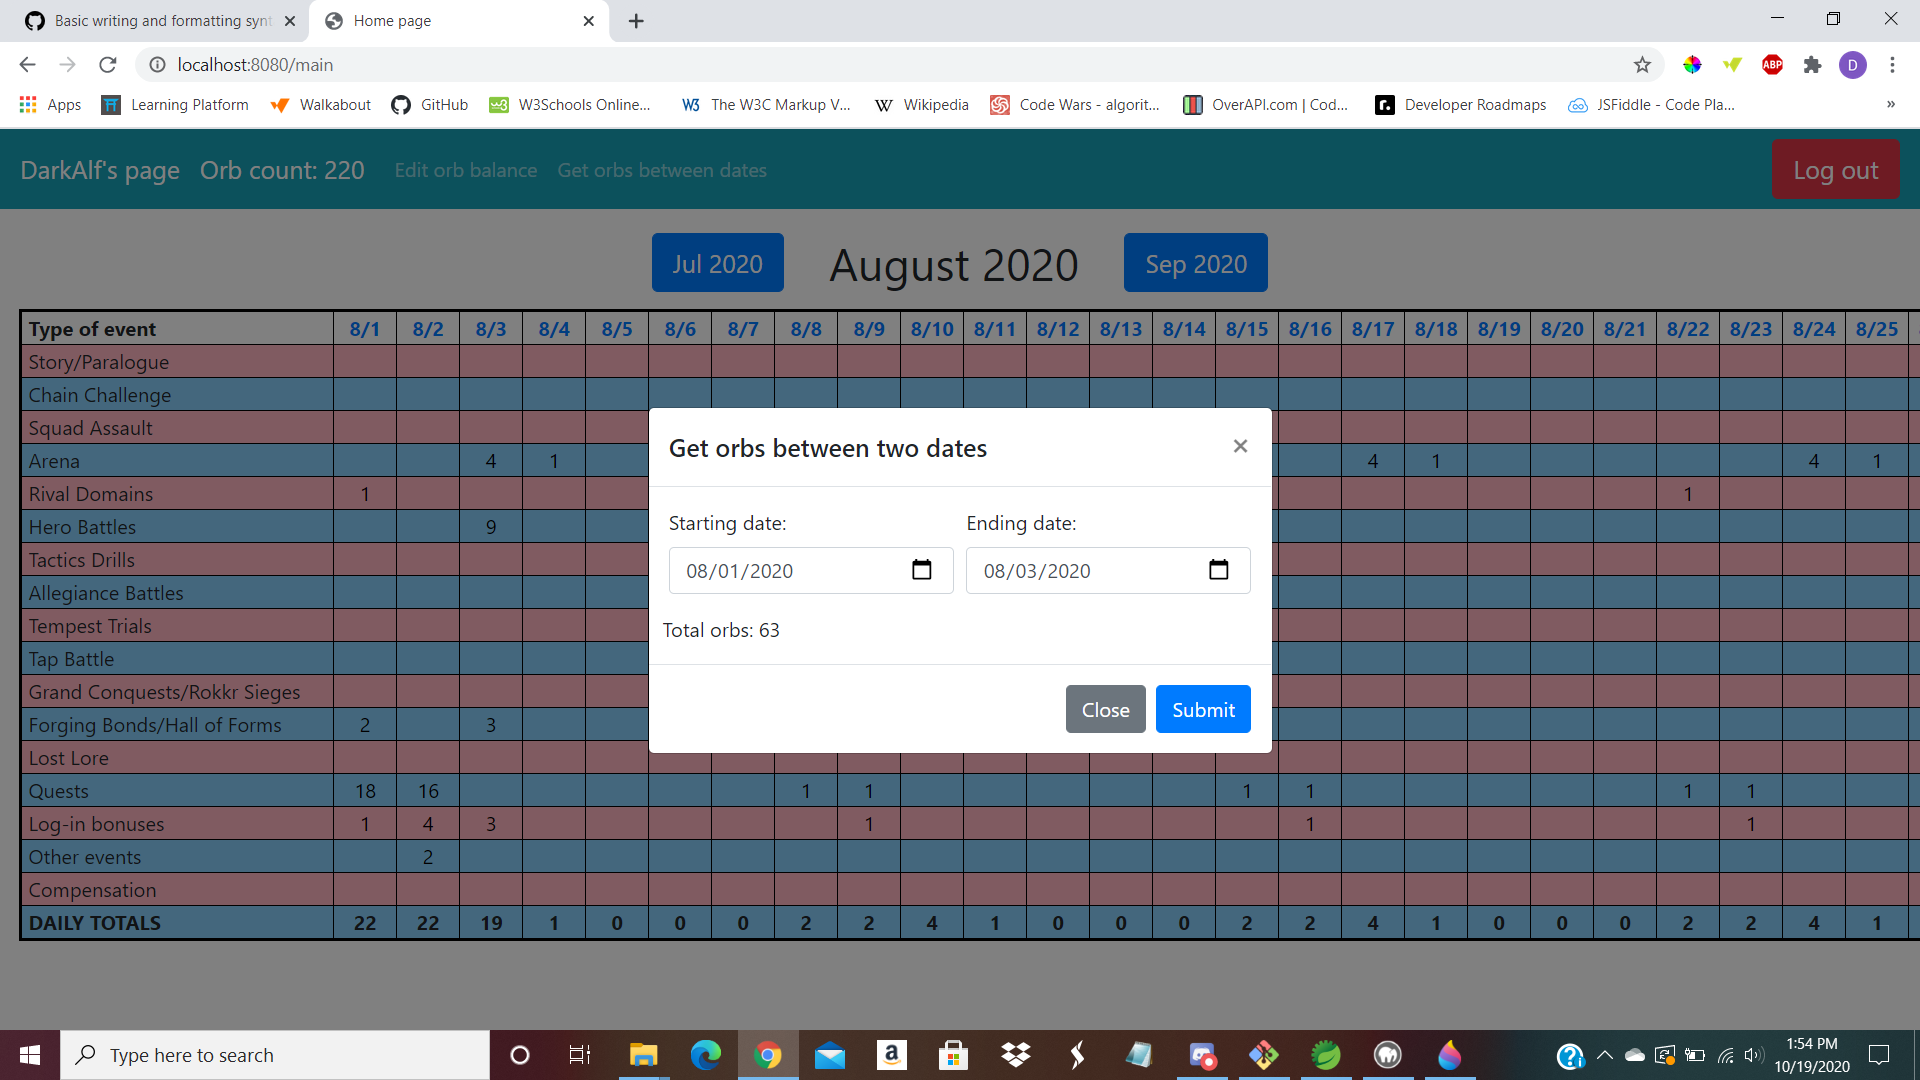 Basic writing and formatting synt
Home page
localhost:8080/main
D
Apps
Learning Platform
Walkabout
GitHub
W3Schools Online...
The W3C Markup V...
Wikipedia
Code Wars - algorit...
OverAPI.com | Cod...
Developer Roadmaps
JSFiddle - Code Pla...
»
DarkAlf's page Orb count: 220 Edit orb balance Get orbs between dates Log out
Jul 2020 August 2020 Sep 2020
Type of event 8/1 8/2 8/3 8/4 8/5 8/6 8/7 8/8 8/9 8/10 8/11 8/12 8/13 8/14 8/15 8/16 8/17 8/18 8/19 8/20 8/21 8/22 8/23 8/24 8/25
Story/Paralogue
Chain Challenge
Squad Assault
Arena 4 1 4 1 4 1
Rival Domains 1 1
Hero Battles 9
Tactics Drills
Allegiance Battles
Tempest Trials
Tap Battle
Grand Conquests/Rokkr Sieges
Forging Bonds/Hall of Forms 2 3
Lost Lore
Quests 18 16 1 1 1 1 1 1
Log-in bonuses 1 4 3 1 1 1
Other events 2
Compensation
DAILY TOTALS 22 22 19 1 0 0 0 2 2 4 1 0 0 0 2 2 4 1 0 0 0 2 2 4 1
Get orbs between two dates ×
Starting date: Ending date:
08/01/2020 08/03/2020
Total orbs: 63
Close Submit
Type here to search
1:54 PM
10/19/2020